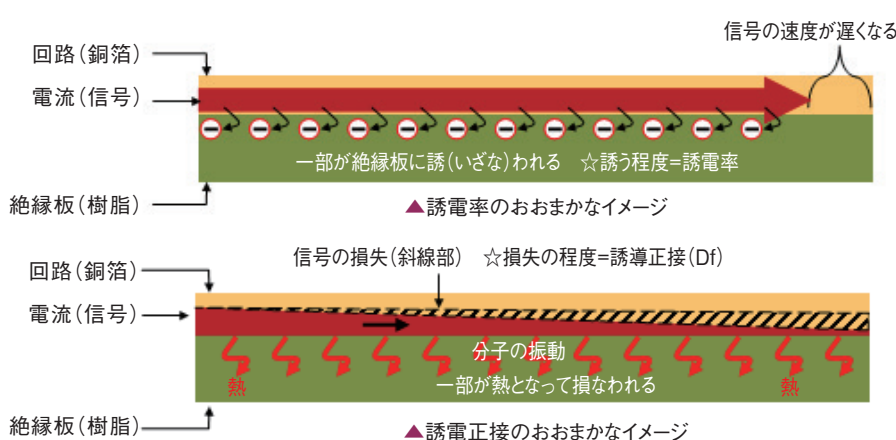 信号の速度が遅くなる
回路(銅箔)
電流(信号)
一部が絶縁板に誘(いざな)われる　☆誘う程度=誘電率
絶縁板(樹脂)
▲誘電率のおおまかなイメージ
信号の損失(斜線部)　☆損失の程度=誘導正接(Df)
回路(銅箔)
電流(信号)
分子の振動
熱
一部が熱となって損なわれる
熱
絶縁板(樹脂)
▲誘電正接のおおまかなイメージ